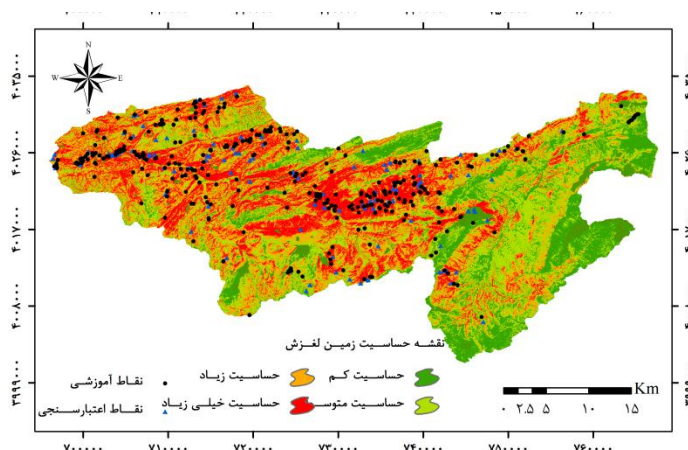 N
W E
S
۴۰۳۵۰۰۰
۴۰۲۶۰۰۰
۴۰۱۷۰۰۰
۴۰۰۸۰۰۰
۳۹۹۹۰۰۰
نقشه حساسیت زمین لغزش
حساسیت کم
حساسیت زیاد
نقاط آموزشی
حساسیت متوسـ
حساسیت خیلی زیاد
نقاط اعتبارسنجی
Km
۰ ۲.۵ ۵ ۱۰ ۱۵
۷۰۰۰۰۰ ۷۱۰۰۰۰ ۷۲۰۰۰۰ ۷۳۰۰۰۰ ۷۴۰۰۰۰ ۷۵۰۰۰۰ ۷۶۰۰۰۰